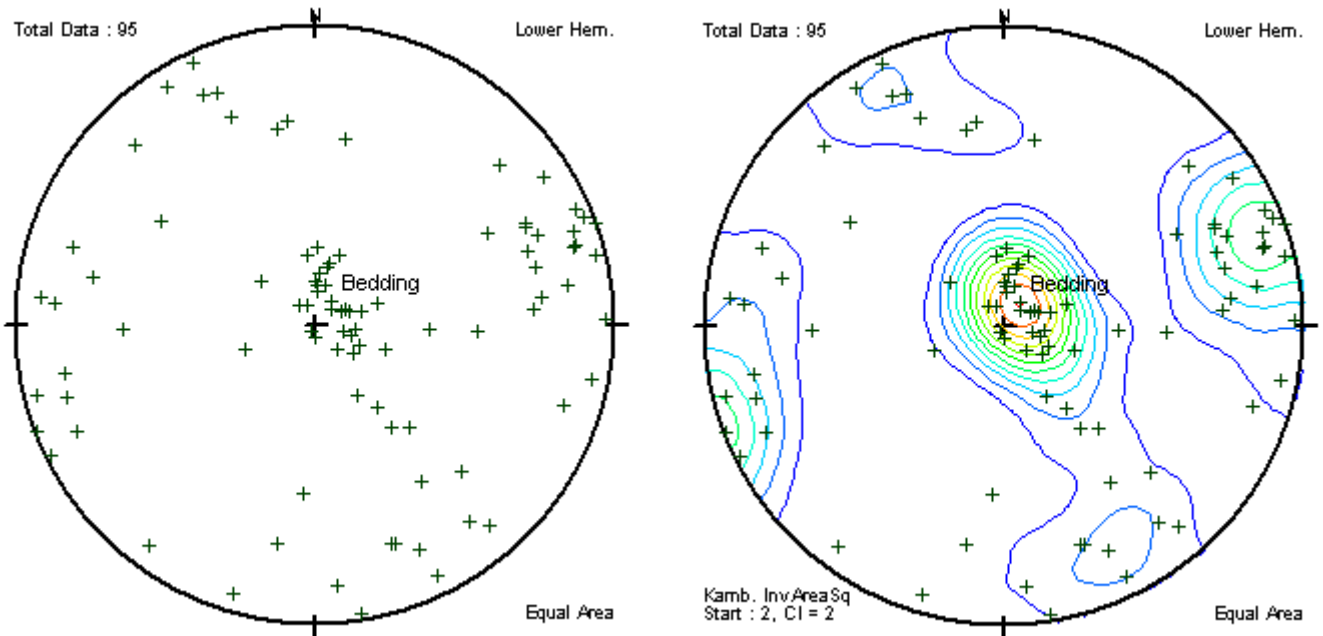 N
Total Data : 95
Lower Hem.
Bedding
Equal Area
N
Total Data : 95
Lower Hem.
Bedding
Kamb. InvAreaSq
Start : 2, CI = 2
Equal Area